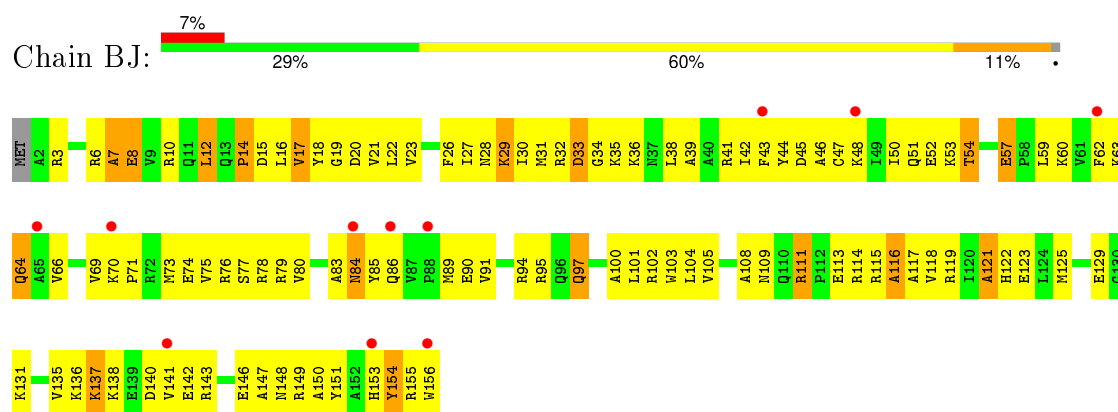 7%
Chain BJ:
29% 60% 11% •
MET A2 R3 R6 A7 E8 V9 R10 Q11 L12 Q13 P14 D15 L16 V17 Y18 G19 D20 V21 L22 V23 F26 I27 N28 K29 I30 M31 R32 D33 G34 K35 K36 N37 L38 A39 A40 R41 I42 F43 Y44 D45 A46 C47 K48 I49 I50 Q51 E52 K53 T54 E57 P58 L59 K60 V61 F62 K63
Q64 A65 V66 V69 K70 P71 R72 M73 E74 V75 R76 S77 R78 R79 V80 A83 N84 Y85 Q86 V87 P88 M89 E90 V91 R94 R95 Q96 Q97 A100 L101 R102 W103 L104 V105 A108 N109 Q110 R111 P112 E113 R114 R115 A116 A117 V118 R119 I120 A121 H122 E123 L124 M125 E129 G130
K131 V135 K136 K137 K138 E139 D140 V141 E142 R143 E146 A147 N148 R149 A150 Y151 A152 H153 Y154 R155 W156